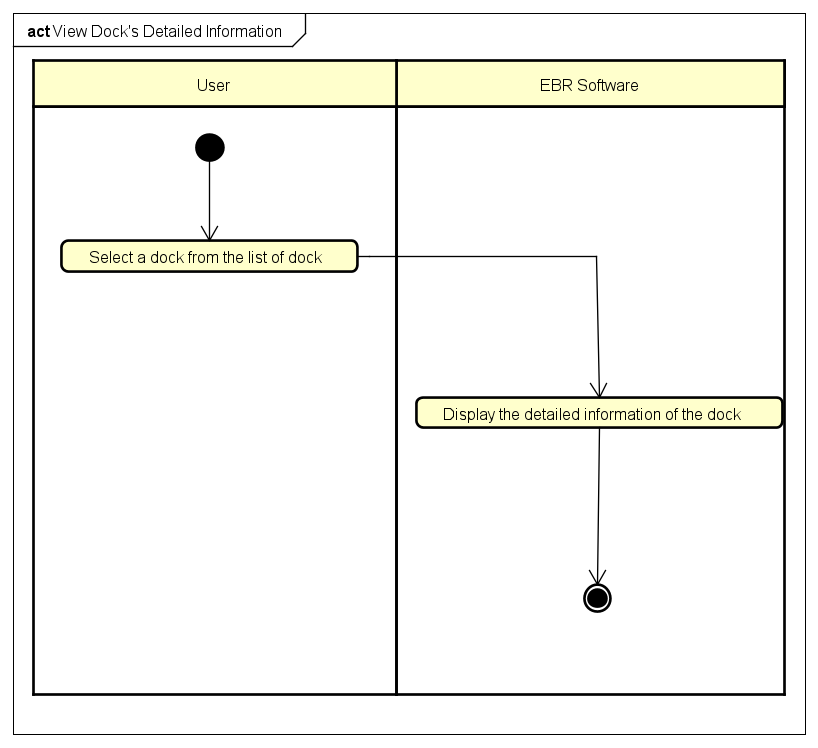 act View Dock's Detailed Information
User
EBR Software
Select a dock from the list of dock
Display the detailed information of the dock